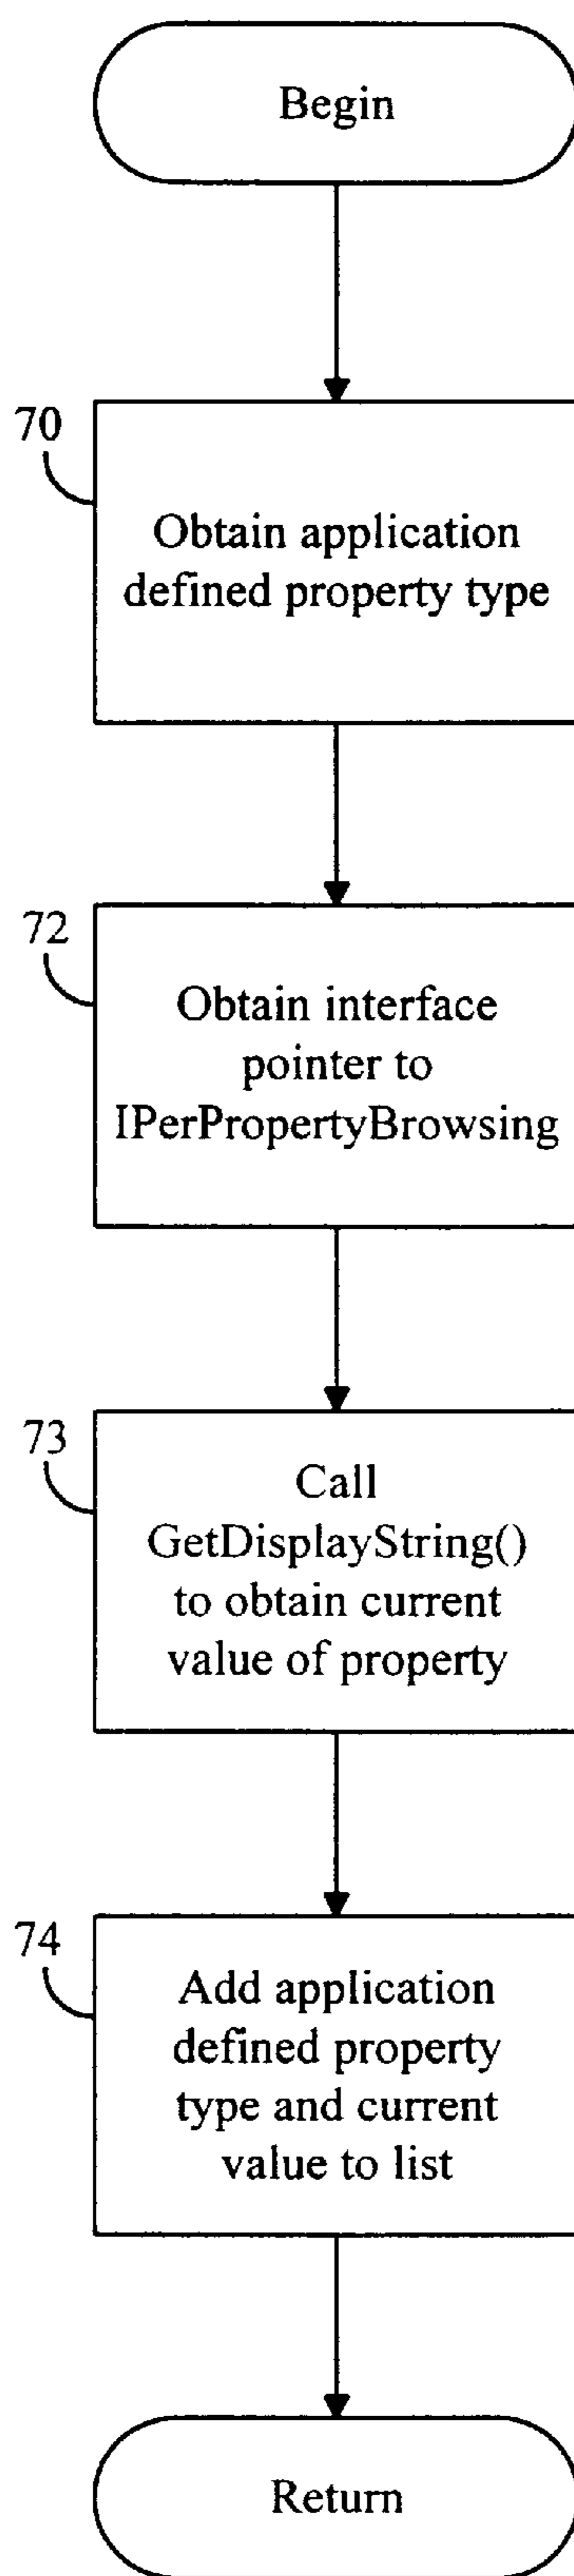 Begin
70
Obtain application
defined property type
72
Obtain interface
pointer to
IPerPropertyBrowsing
73
Call
GetDisplayString()
to obtain current
value of property
74
Add application
defined property
type and current
value to list
Return